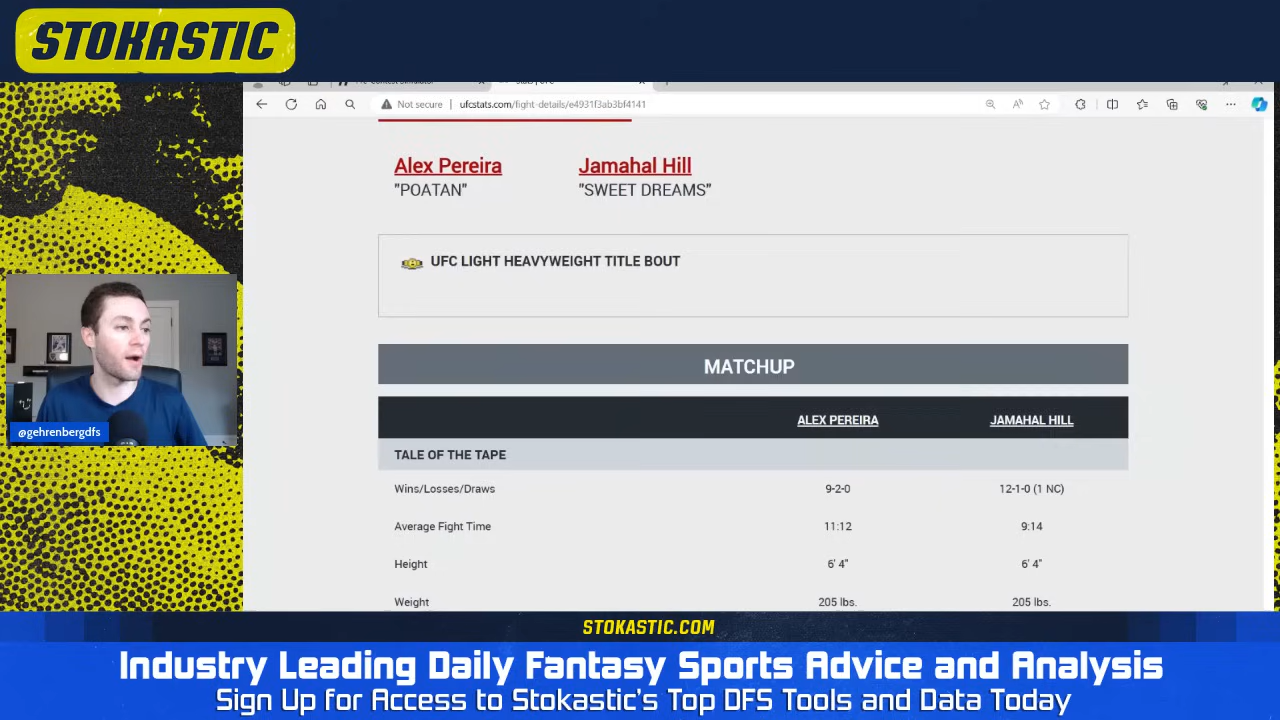 STOKASTIC
Not secure ufcstats.com/fight-details/e4931f3ab3bf4141
Alex Pereira Jamahal Hill
"POATAN" "SWEET DREAMS"
UFC LIGHT HEAVYWEIGHT TITLE BOUT
MATCHUP
ALEX PEREIRA JAMAHAL HILL
TALE OF THE TAPE
Wins/Losses/Draws 9-2-0 12-1-0 (1 NC)
Average Fight Time 11:12 9:14
Height 6' 4" 6' 4"
Weight 205 lbs. 205 lbs.
@gehrenbergdfs
STOKASTIC.COM
Industry Leading Daily Fantasy Sports Advice and Analysis
Sign Up for Access to Stokastic's Top DFS Tools and Data Today